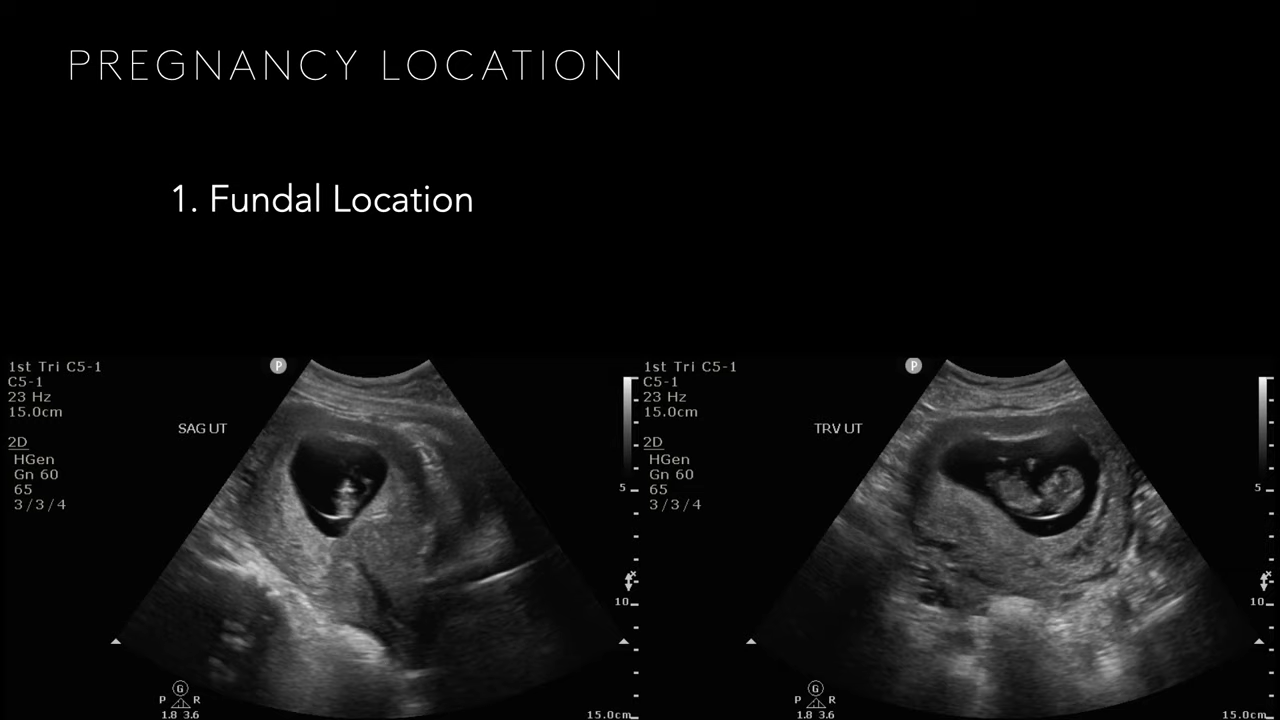 PREGNANCY LOCATION
1. Fundal Location
1st Tri C5-1
C5-1
23 Hz
15.0cm
2D
HGen
Gn 60
65
3/3/4
P
SAG UT
5
10
G
P R
1.8 3.6
15.0cm
1st Tri C5-1
C5-1
23 Hz
15.0cm
2D
HGen
Gn 60
65
3/3/4
P
TRV UT
5
10
G
P R
1.8 3.6
15.0cm